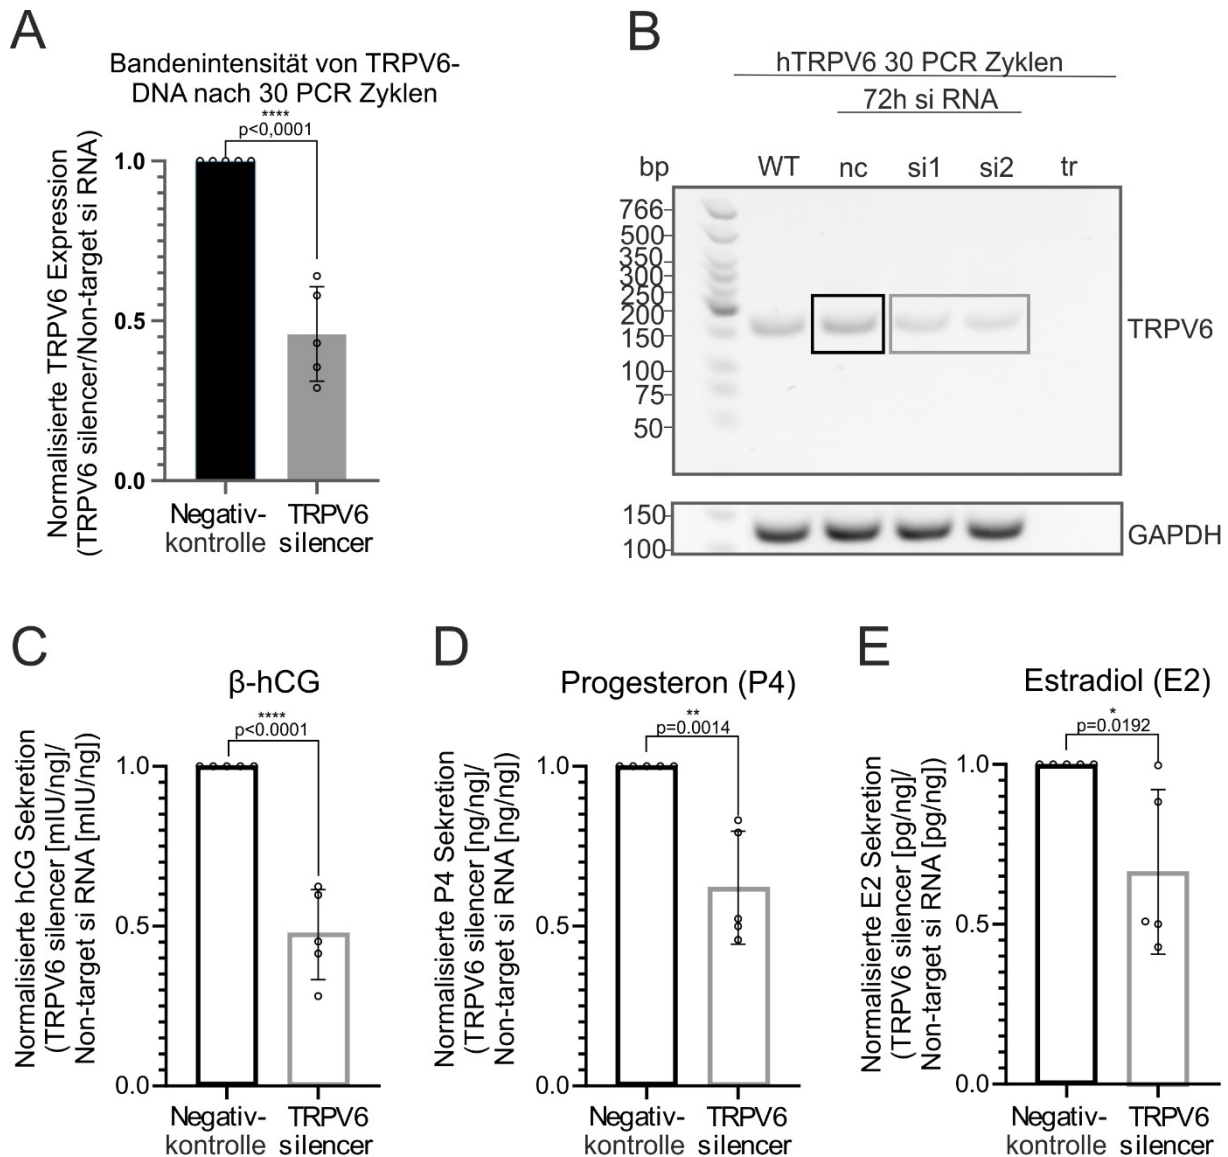 A
Bandenintensität von TRPV6-
DNA nach 30 PCR Zyklen
****
p<0,0001
Normalisierte TRPV6 Expression
(TRPV6 silencer/Non-target si RNA)
1.0
0.5
0.0
Negativ-
kontrolle
TRPV6
silencer
B
hTRPV6 30 PCR Zyklen
72h si RNA
bp
WT
nc
si1
si2
tr
766
500
350
300
250
200
150
100
75
50
TRPV6
150
100
GAPDH
C
β-hCG
****
p<0.0001
Normalisierte hCG Sekretion
(TRPV6 silencer [mIU/ng]/
Non-target si RNA [mIU/ng])
1.0
0.5
0.0
Negativ-
kontrolle
TRPV6
silencer
D
Progesteron (P4)
**
p=0.0014
Normalisierte P4 Sekretion
(TRPV6 silencer [ng/ng]/
Non-target si RNA [ng/ng])
1.0
0.5
0.0
Negativ-
kontrolle
TRPV6
silencer
E
Estradiol (E2)
*
p=0.0192
Normalisierte E2 Sekretion
(TRPV6 silencer [pg/ng]/
Non-target si RNA [pg/ng])
1.0
0.5
0.0
Negativ-
kontrolle
TRPV6
silencer